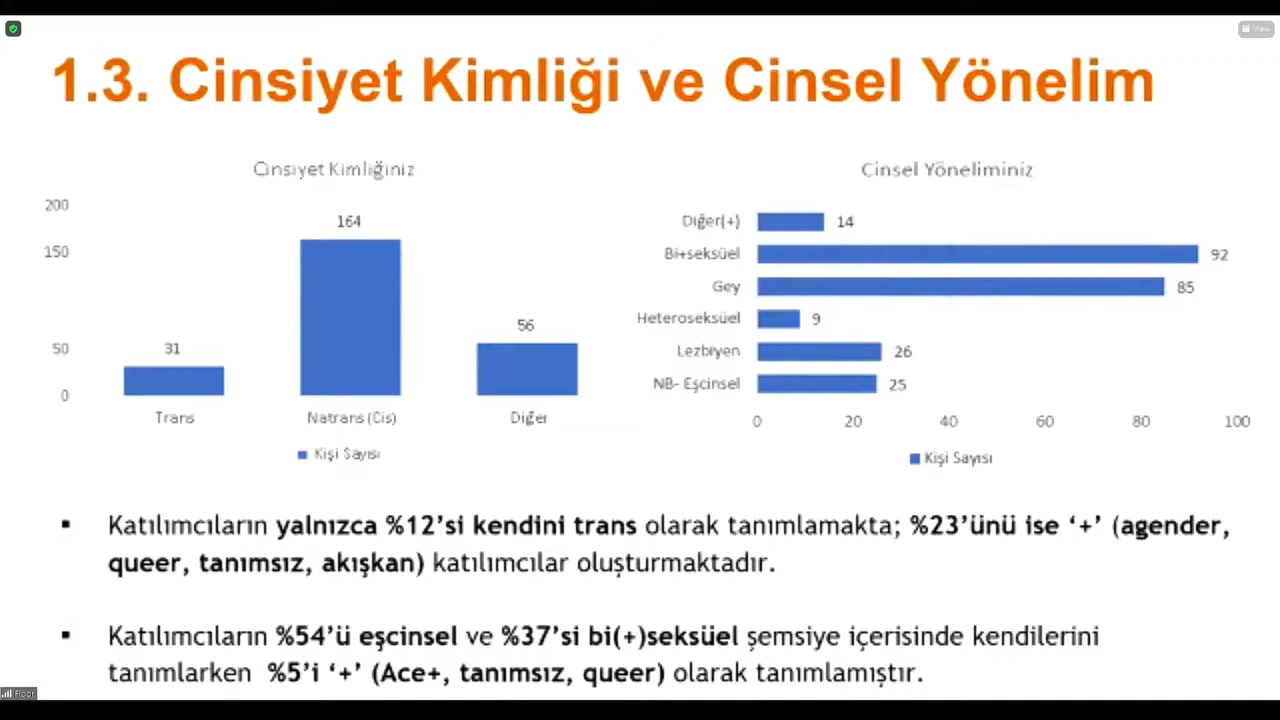 View
1.3. Cinsiyet Kimliği ve Cinsel Yönelim
Cinsiyet Kimliğiniz
200
150
50
0
164
31
56
Trans
Natrans (Cis)
Diğer
Kişi Sayısı
Cinsel Yöneliminiz
Diğer(+) 14
Bi+seksüel 92
Gey 85
Heteroseksüel 9
Lezbiyen 26
NB- Eşcinsel 25
0 20 40 60 80 100
Kişi Sayısı
▪ Katılımcıların yalnızca %12’si kendini trans olarak tanımlamakta; %23’ünü ise ‘+’ (agender,
queer, tanımsız, akışkan) katılımcılar oluşturmaktadır.
▪ Katılımcıların %54’ü eşcinsel ve %37’si bi(+)seksüel şemsiye içerisinde kendilerini
tanımlarken %5’i ‘+’ (Ace+, tanımsız, queer) olarak tanımlamıştır.
Floor